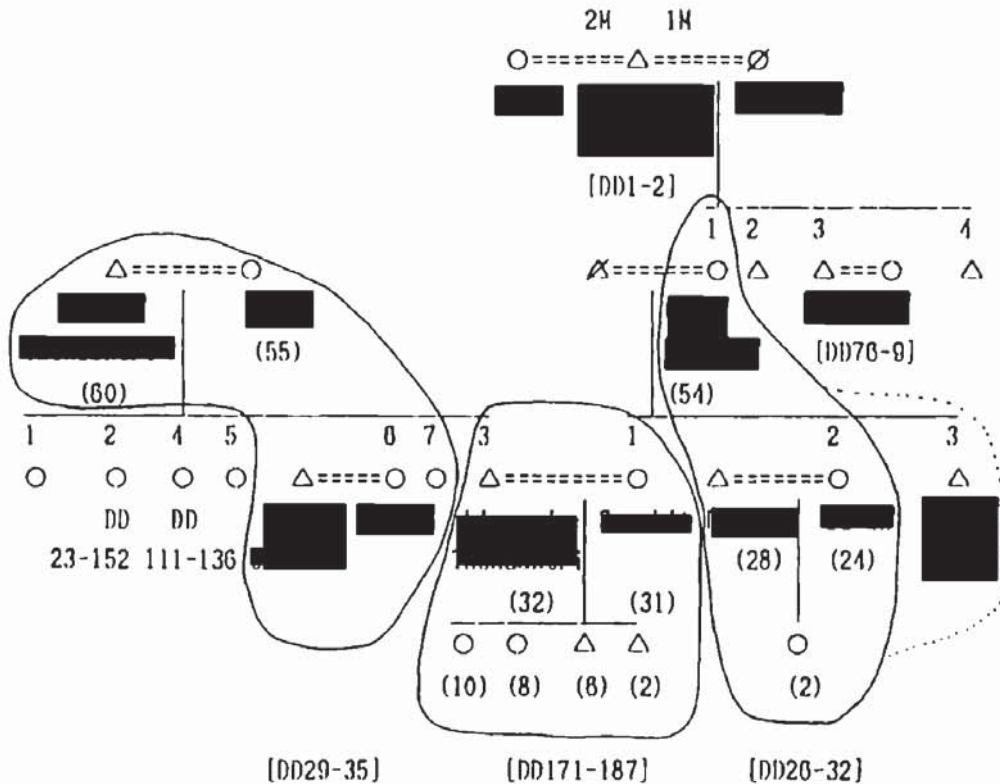 2M 1M
[DD1-2]
1 2 3 4
(55) [DD76-9]
(60) (54)
1 2 4 5 6 7 3 1 2 3
DD DD
23-152 111-136 (28) (24)
(32) (31)
(10) (8) (6) (2) (2)
[DD29-35] [DD171-187] [DD26-32]